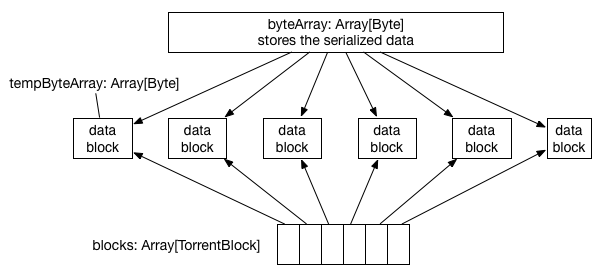 byteArray: Array[Byte]
stores the serialized data
tempByteArray: Array[Byte]
data
block
data
block
data
block
data
block
data
block
data
block
blocks: Array[TorrentBlock]